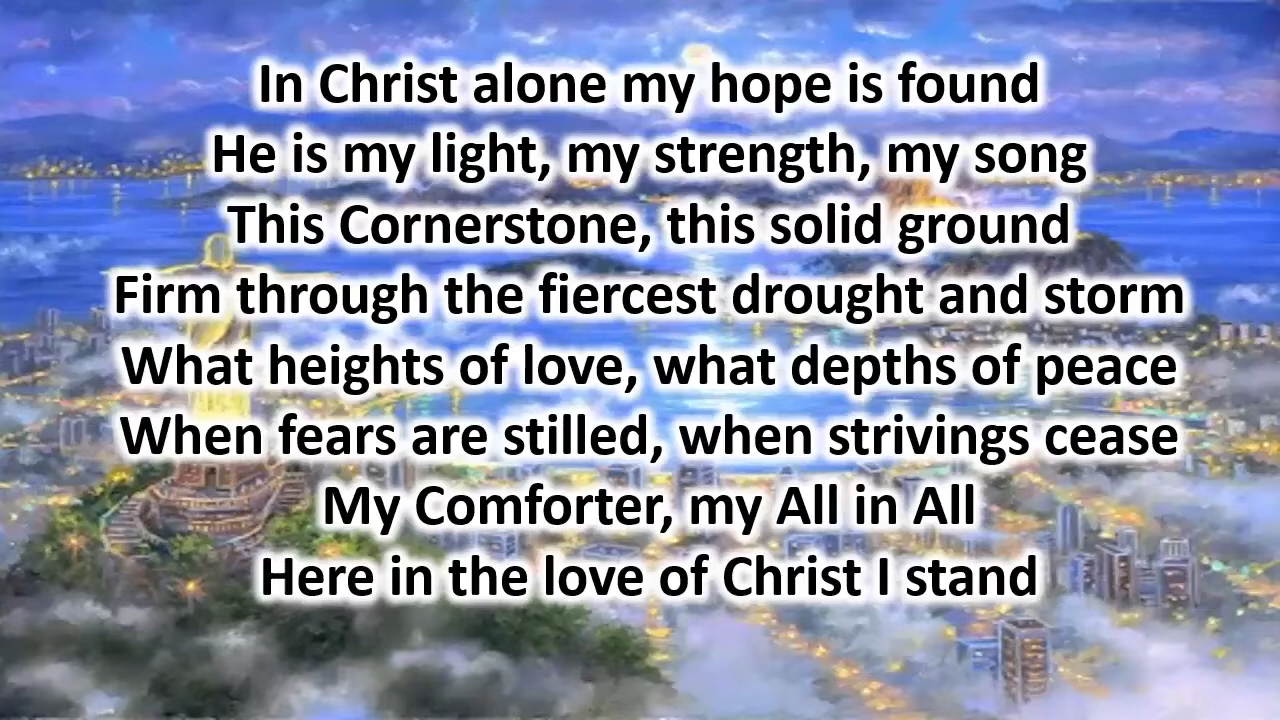 In Christ alone my hope is found
He is my light, my strength, my song
This Cornerstone, this solid ground
Firm through the fiercest drought and storm
What heights of love, what depths of peace
When fears are stilled, when strivings cease
My Comforter, my All in All
Here in the love of Christ I stand